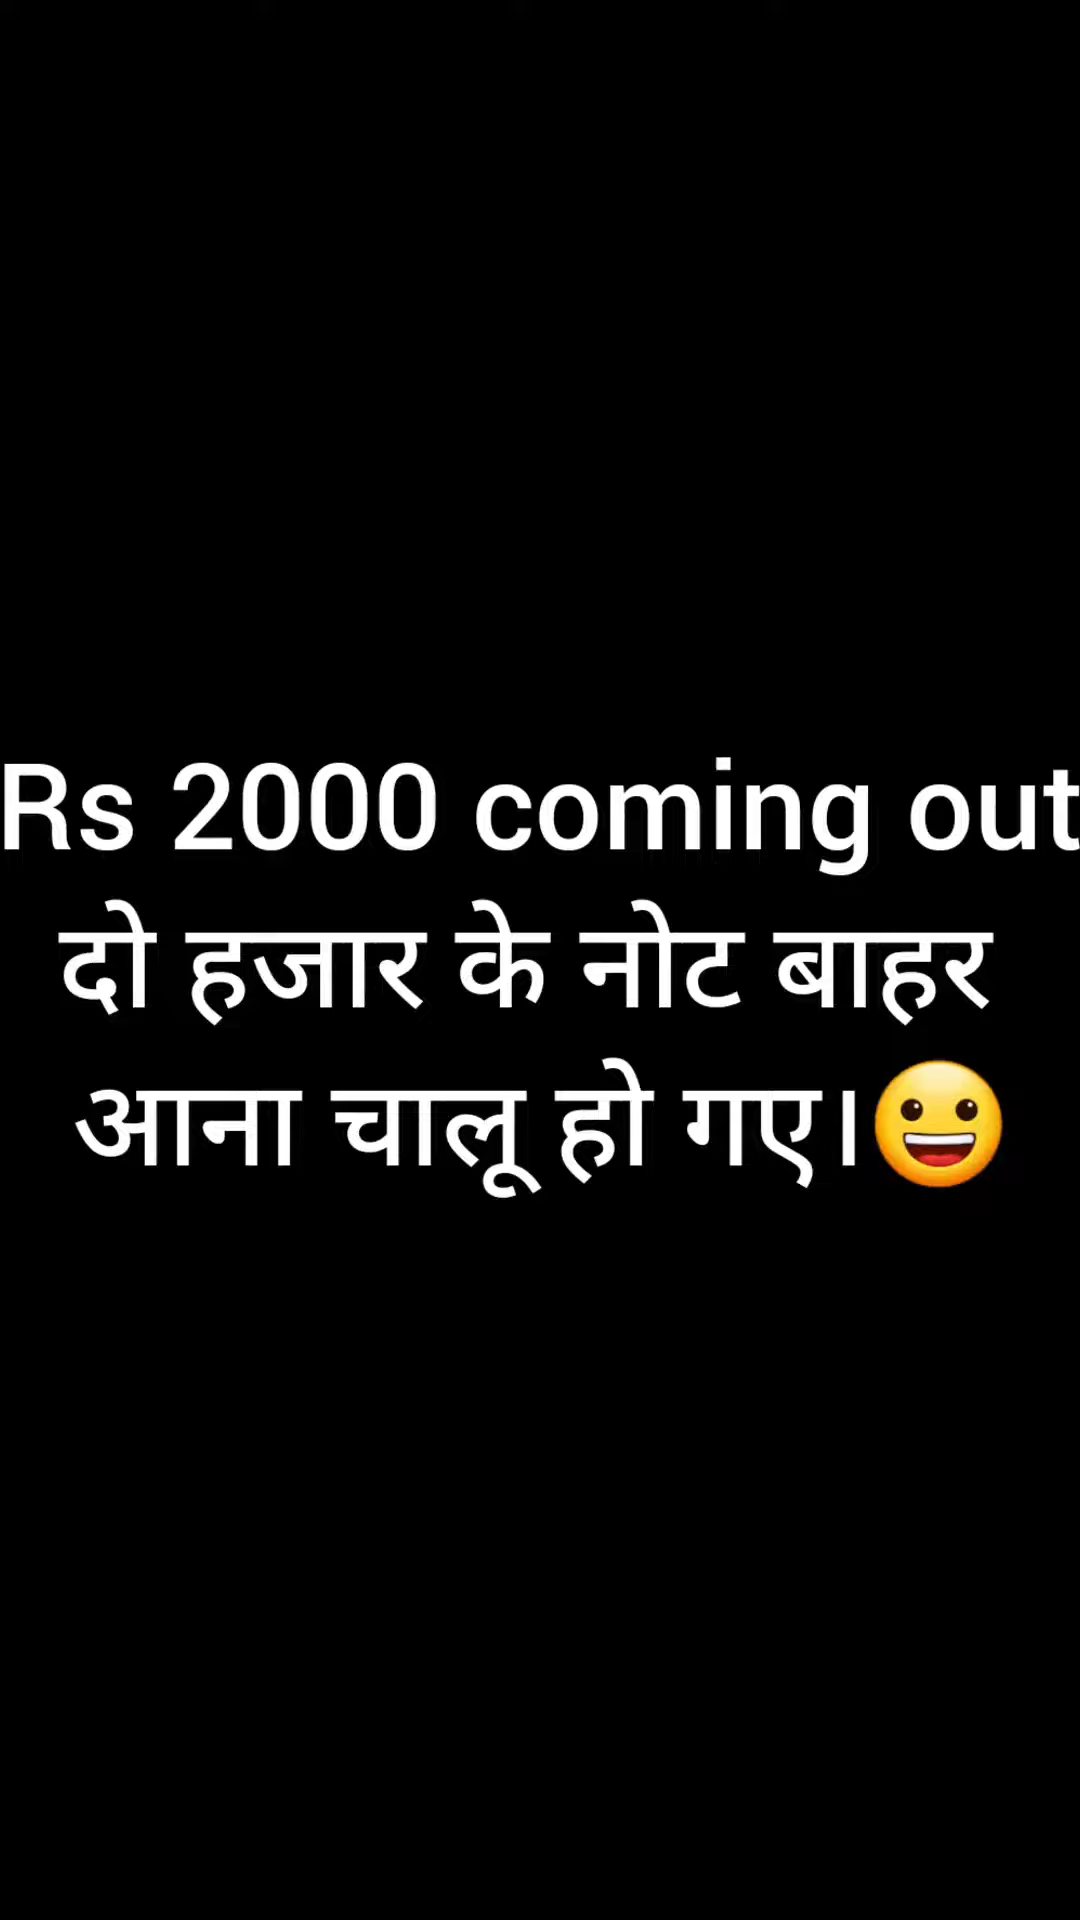 Rs 2000 coming out
दो हजार के नोट बाहर
आना चालू हो गए।😀